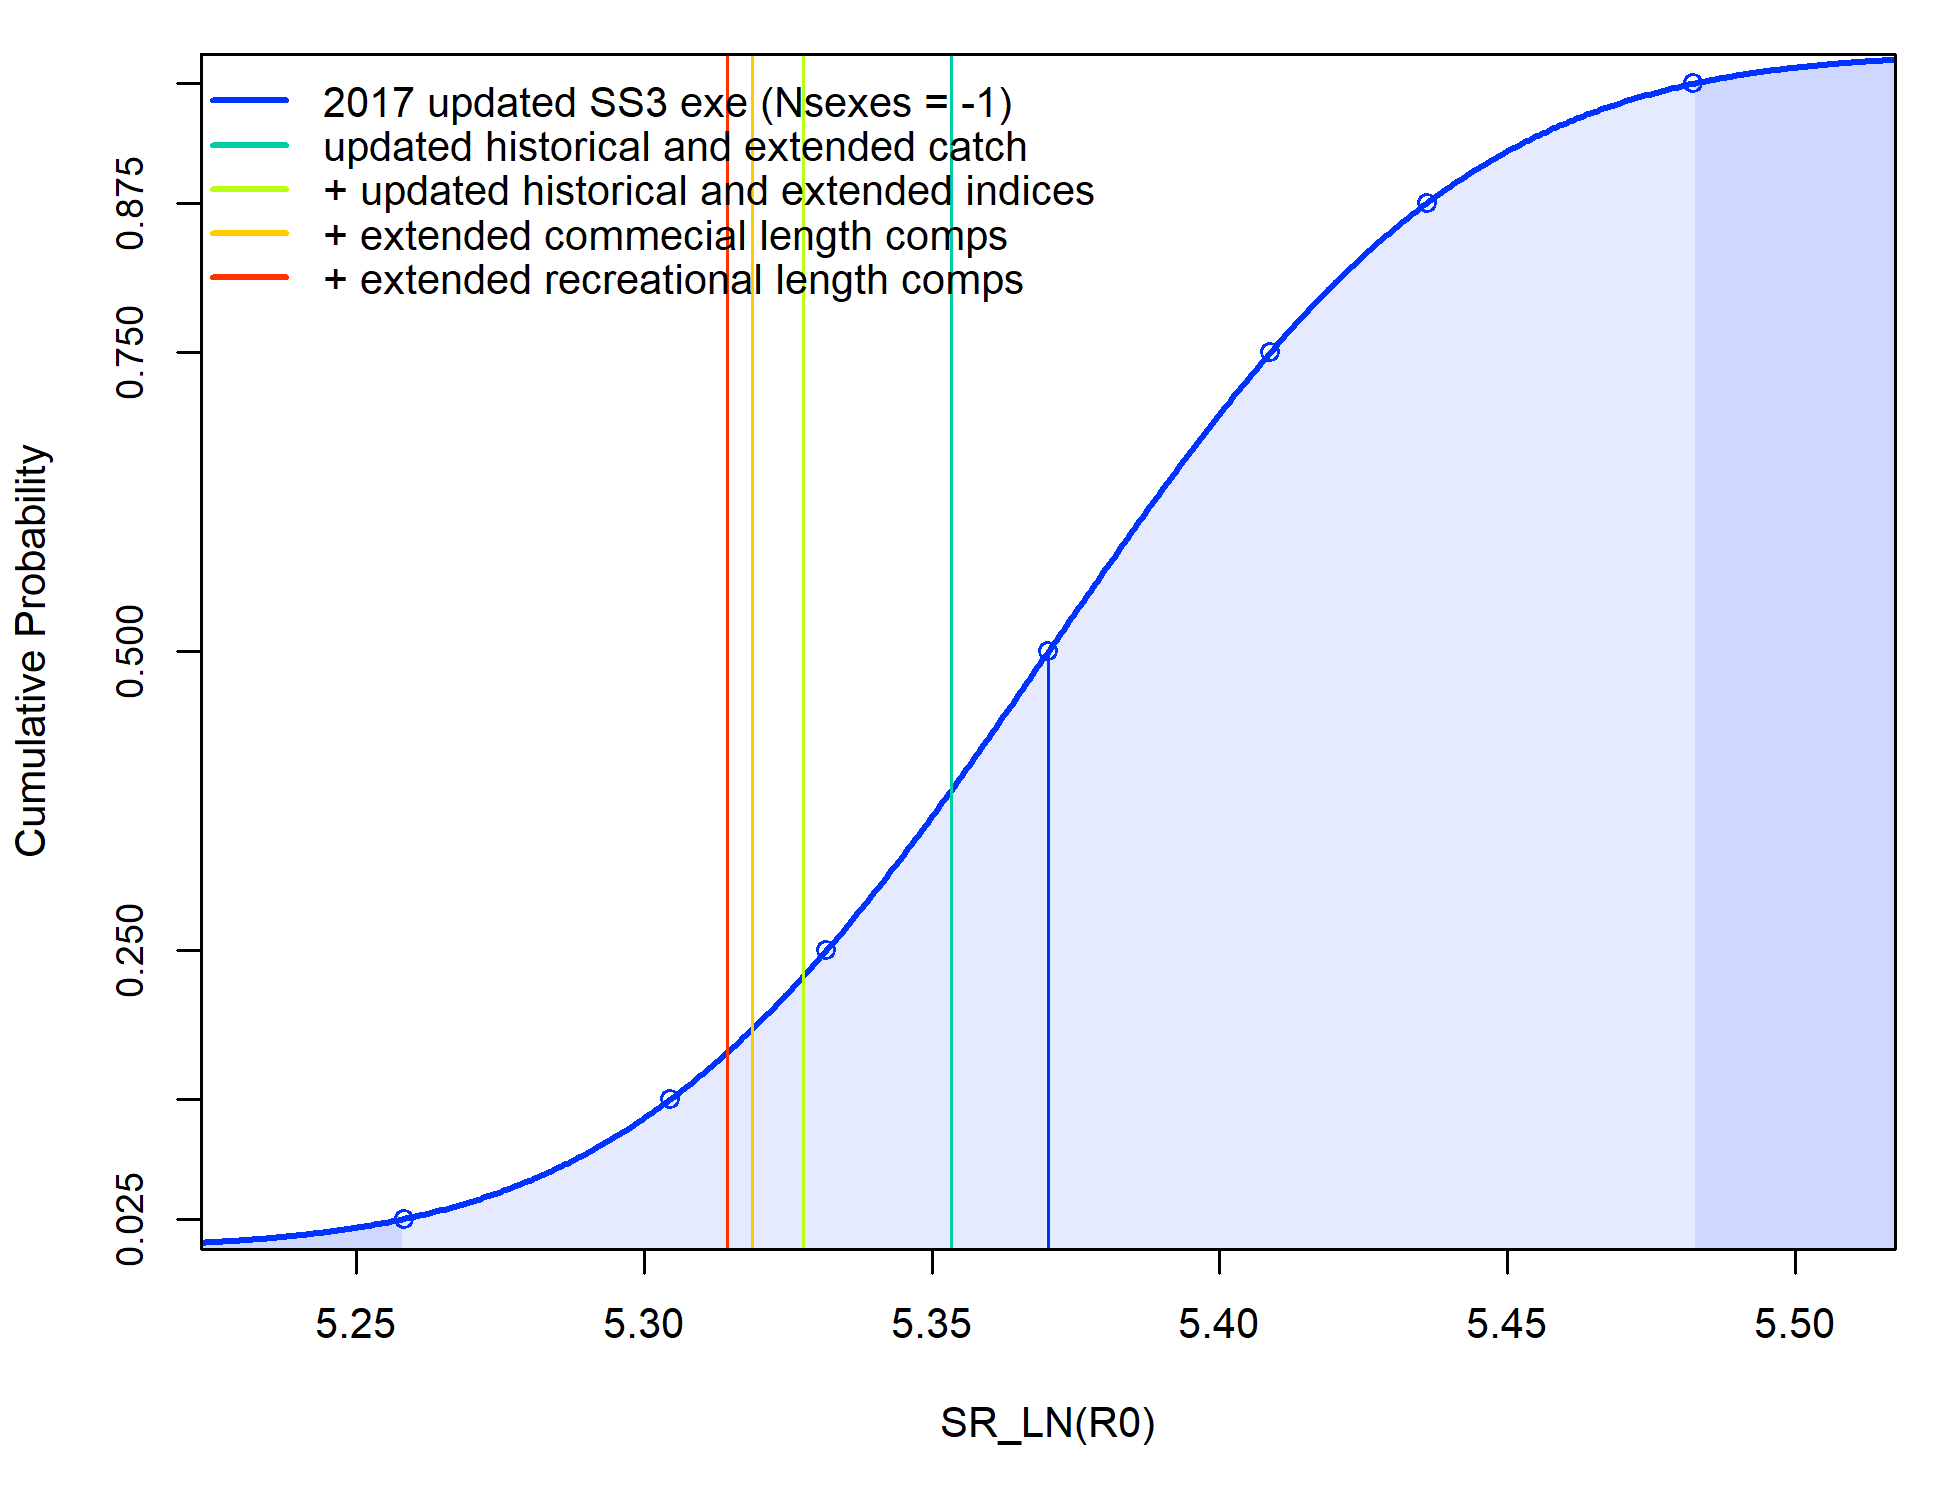 2017 updated SS3 exe (Nsexes = -1)
updated historical and extended catch
+ updated historical and extended indices
+ extended commecial length comps
+ extended recreational length comps
Cumulative Probability
0.875
0.750
0.500
0.250
0.025
5.25 5.30 5.35 5.40 5.45 5.50
SR_LN(R0)